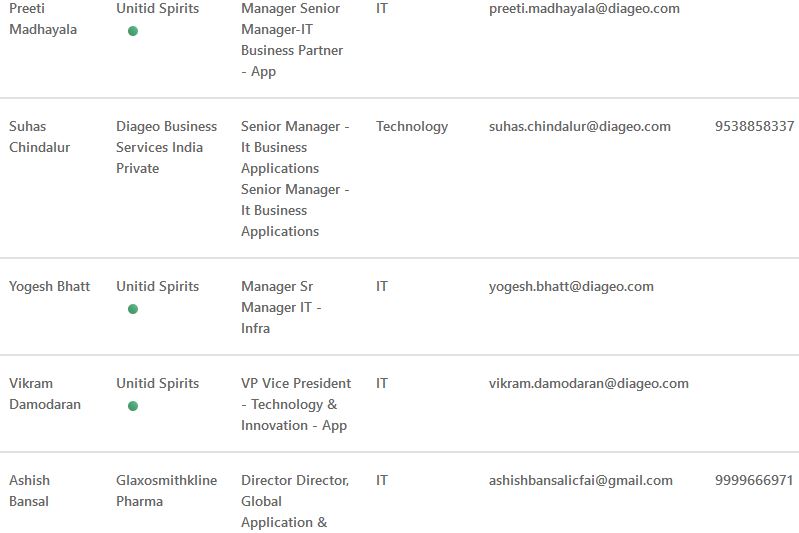 Preeti Unitid Spirits Manager Senior IT preeti.madhayala@diageo.com
Madhayala Manager-IT
Business Partner
- App
Suhas Diageo Business Senior Manager - Technology suhas.chindalur@diageo.com 9538858337
Chindalur Services India It Business
Private Applications
Senior Manager -
It Business
Applications
Yogesh Bhatt Unitid Spirits Manager Sr IT yogesh.bhatt@diageo.com
Manager IT -
Infra
Vikram Unitid Spirits VP Vice President IT vikram.damodaran@diageo.com
Damodaran - Technology &
Innovation - App
Ashish Glaxosmithkline Director Director, IT ashishbansalicfai@gmail.com 9999666971
Bansal Pharma Global
Application &